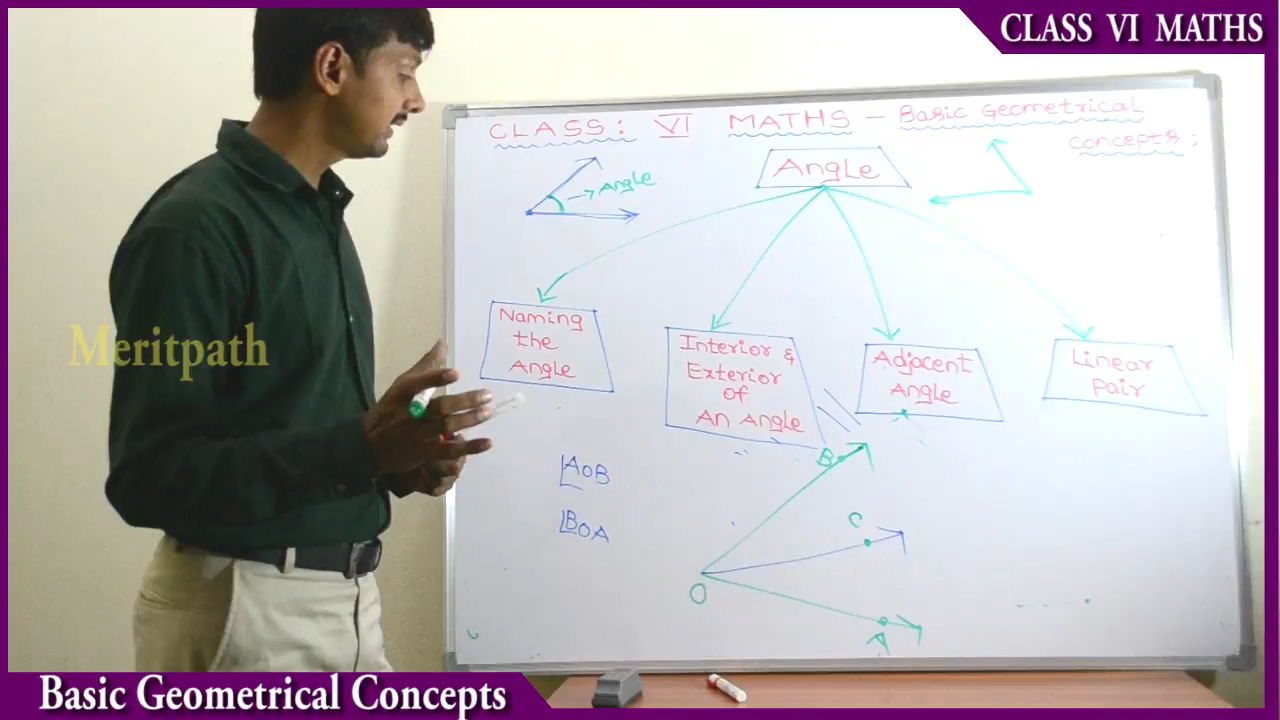 CLASS VI MATHS
CLASS: VI MATHS - Basic Geometrical
Concepts;
Angle
Angle
Naming
the
Angle
Interior &
Exterior
of
An Angle
Adjacent
Angle
Linear
Pair
Meritpath
AOB
BOA
B
C
O
A
Basic Geometrical Concepts